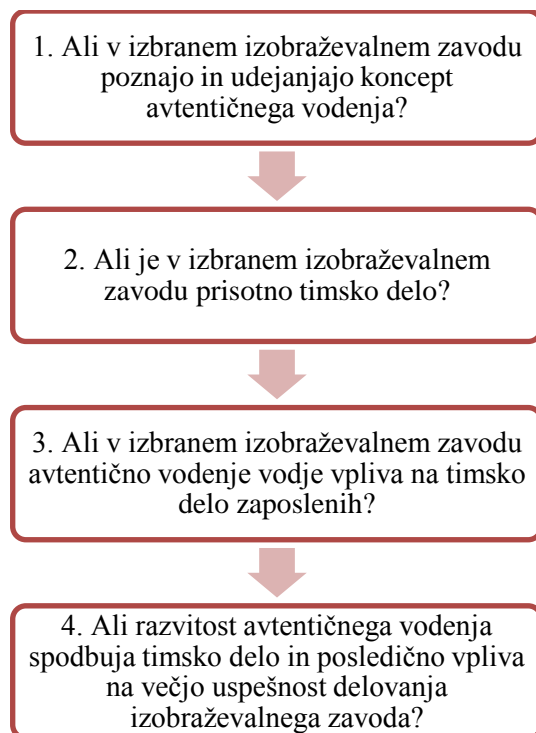 1. Ali v izbranem izobraževalnem zavodu
poznajo in udejanjajo koncept
avtentičnega vodenja?
2. Ali je v izbranem izobraževalnem
zavodu prisotno timsko delo?
3. Ali v izbranem izobraževalnem zavodu
avtentično vodenje vodje vpliva na timsko
delo zaposlenih?
4. Ali razvitost avtentičnega vodenja
spodbuja timsko delo in posledično vpliva
na večjo uspešnost delovanja
izobraževalnega zavoda?